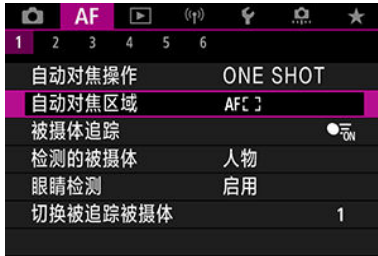 AF
1 2 3 4 5 6
自动对焦操作 ONE SHOT
自动对焦区域 AF[ ]
被摄体追踪 ON
检测的被摄体 人物
眼睛检测 启用
切换被追踪被摄体 1